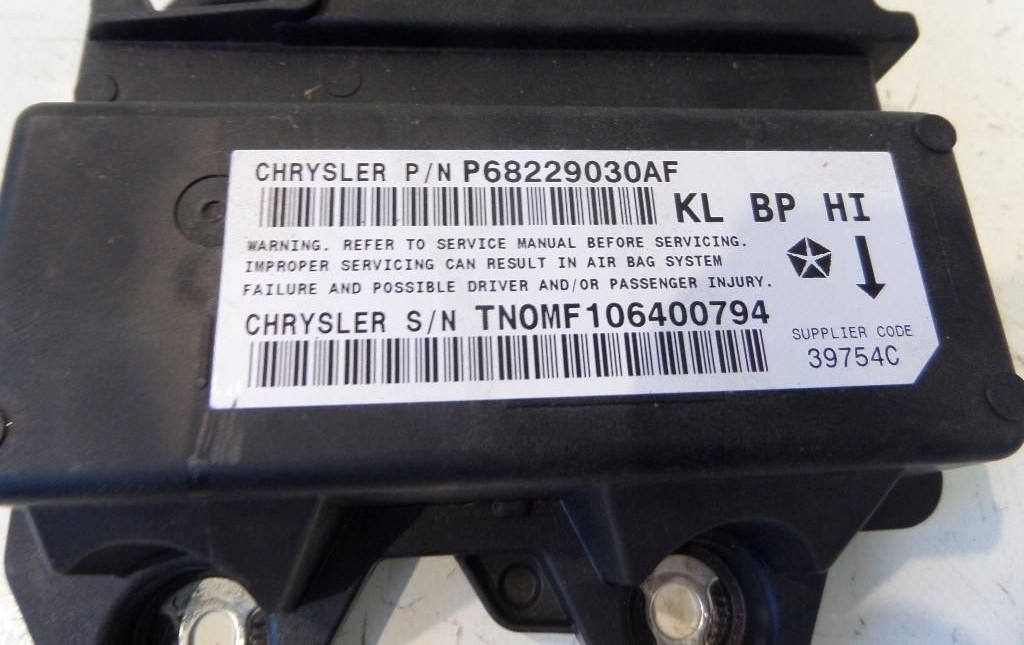 CHRYSLER P/N P68229030AF
KL BP HI
WARNING. REFER TO SERVICE MANUAL BEFORE SERVICING.
IMPROPER SERVICING CAN RESULT IN AIR BAG SYSTEM
FAILURE AND POSSIBLE DRIVER AND/OR PASSENGER INJURY.
CHRYSLER S/N TN0MF106400794
SUPPLIER CODE
39754C